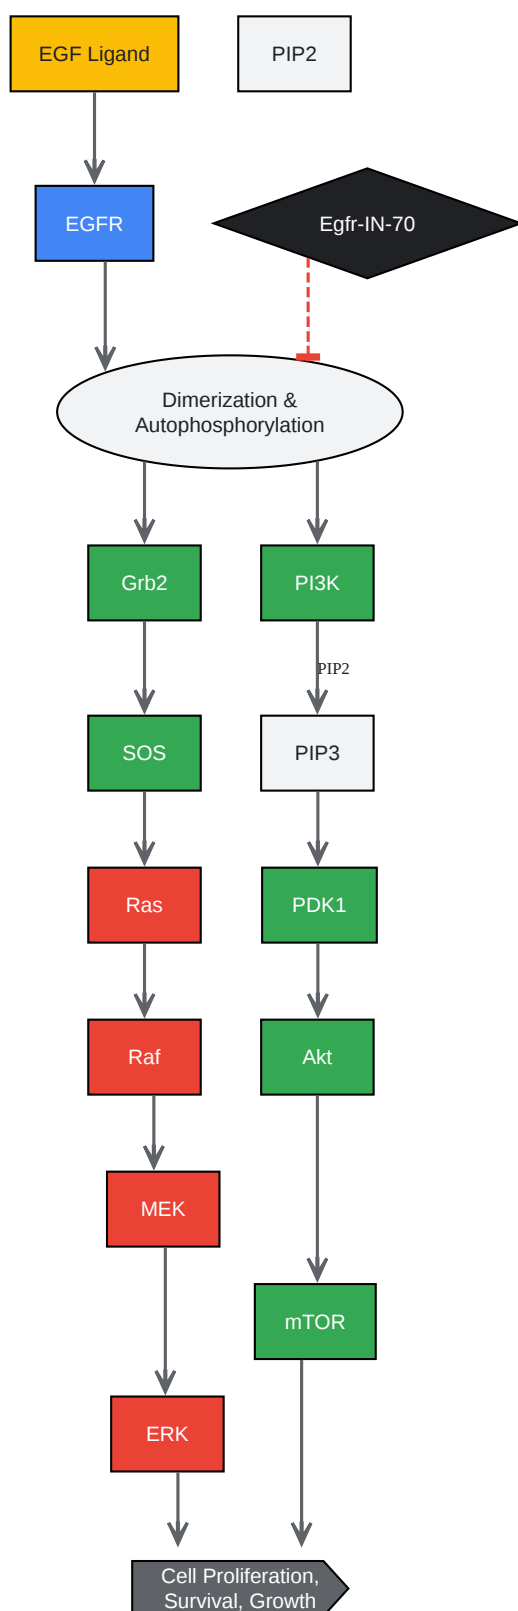 EGF Ligand
PIP2
EGFR
Egfr-IN-70
Dimerization &
Autophosphorylation
Grb2
PI3K
PIP2
SOS
PIP3
Ras
PDK1
Raf
Akt
MEK
mTOR
ERK
Cell Proliferation,
Survival, Growth